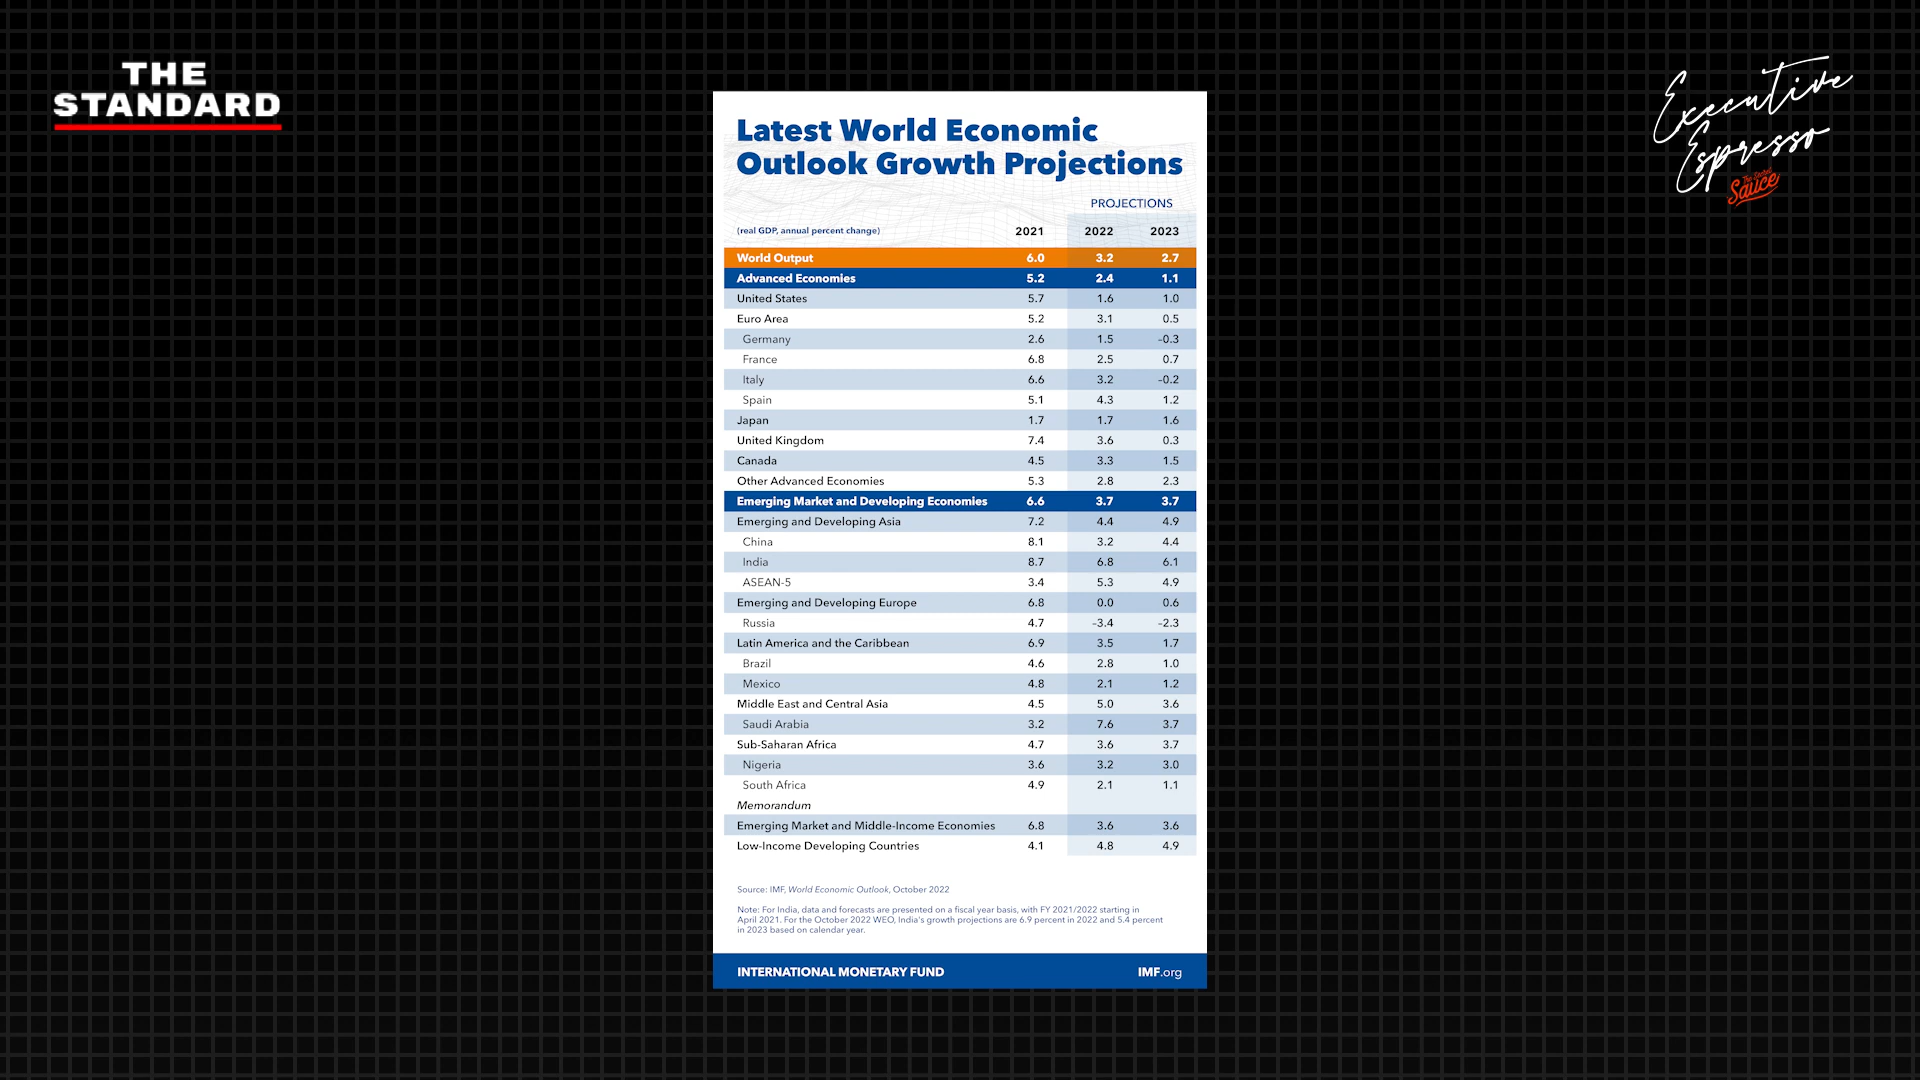 THE
STANDARD
Executive
Espresso
The Secret
Sauce
Latest World Economic
Outlook Growth Projections
PROJECTIONS
(real GDP, annual percent change) 2021 2022 2023
World Output 6.0 3.2 2.7
Advanced Economies 5.2 2.4 1.1
United States 5.7 1.6 1.0
Euro Area 5.2 3.1 0.5
Germany 2.6 1.5 –0.3
France 6.8 2.5 0.7
Italy 6.6 3.2 –0.2
Spain 5.1 4.3 1.2
Japan 1.7 1.7 1.6
United Kingdom 7.4 3.6 0.3
Canada 4.5 3.3 1.5
Other Advanced Economies 5.3 2.8 2.3
Emerging Market and Developing Economies 6.6 3.7 3.7
Emerging and Developing Asia 7.2 4.4 4.9
China 8.1 3.2 4.4
India 8.7 6.8 6.1
ASEAN-5 3.4 5.3 4.9
Emerging and Developing Europe 6.8 0.0 0.6
Russia 4.7 –3.4 –2.3
Latin America and the Caribbean 6.9 3.5 1.7
Brazil 4.6 2.8 1.0
Mexico 4.8 2.1 1.2
Middle East and Central Asia 4.5 5.0 3.6
Saudi Arabia 3.2 7.6 3.7
Sub-Saharan Africa 4.7 3.6 3.7
Nigeria 3.6 3.2 3.0
South Africa 4.9 2.1 1.1
Memorandum
Emerging Market and Middle-Income Economies 6.8 3.6 3.6
Low-Income Developing Countries 4.1 4.8 4.9
Source: IMF, World Economic Outlook, October 2022
Note: For India, data and forecasts are presented on a fiscal year basis, with FY 2021/2022 starting in
April 2021. For the October 2022 WEO, India's growth projections are 6.9 percent in 2022 and 5.4 percent
in 2023 based on calendar year.
INTERNATIONAL MONETARY FUND IMF.org